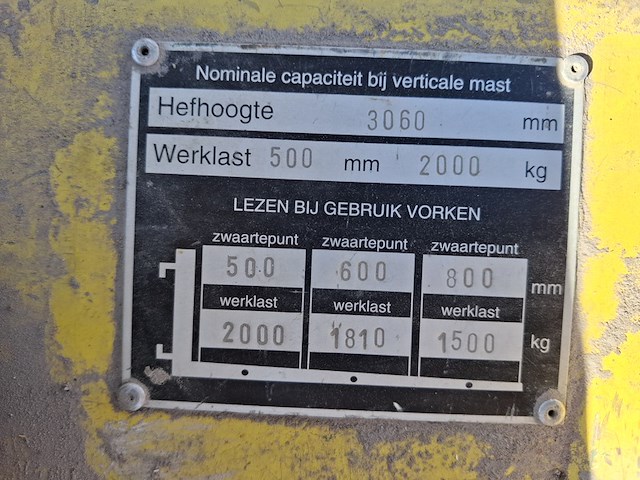 Nominale capaciteit bij verticale mast
Hefhoogte 3060 mm
Werklast 500 mm 2000 kg
LEZEN BIJ GEBRUIK VORKEN
zwaartepunt zwaartepunt zwaartepunt
500 600 800 mm
werklast werklast werklast
2000 1810 1500 kg